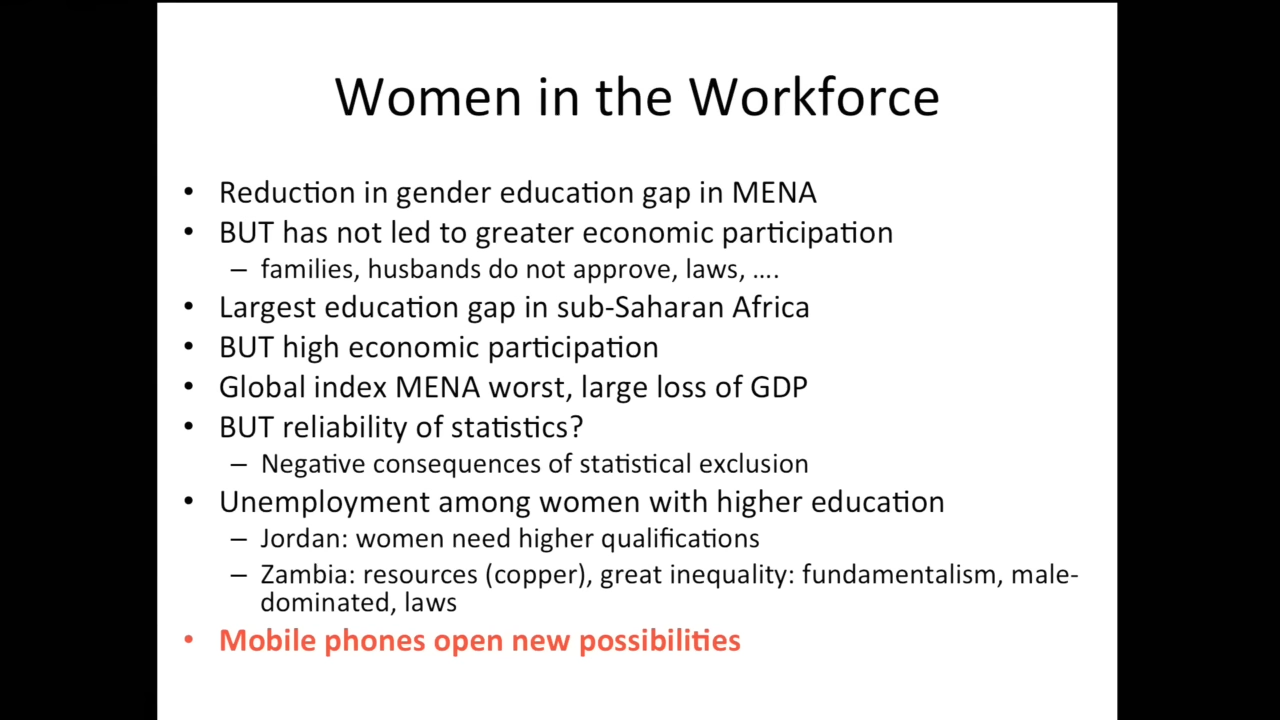 Women in the Workforce
• Reduction in gender education gap in MENA
• BUT has not led to greater economic participation
– families, husbands do not approve, laws, ....
• Largest education gap in sub-Saharan Africa
• BUT high economic participation
• Global index MENA worst, large loss of GDP
• BUT reliability of statistics?
– Negative consequences of statistical exclusion
• Unemployment among women with higher education
– Jordan: women need higher qualifications
– Zambia: resources (copper), great inequality: fundamentalism, male-
dominated, laws
• Mobile phones open new possibilities